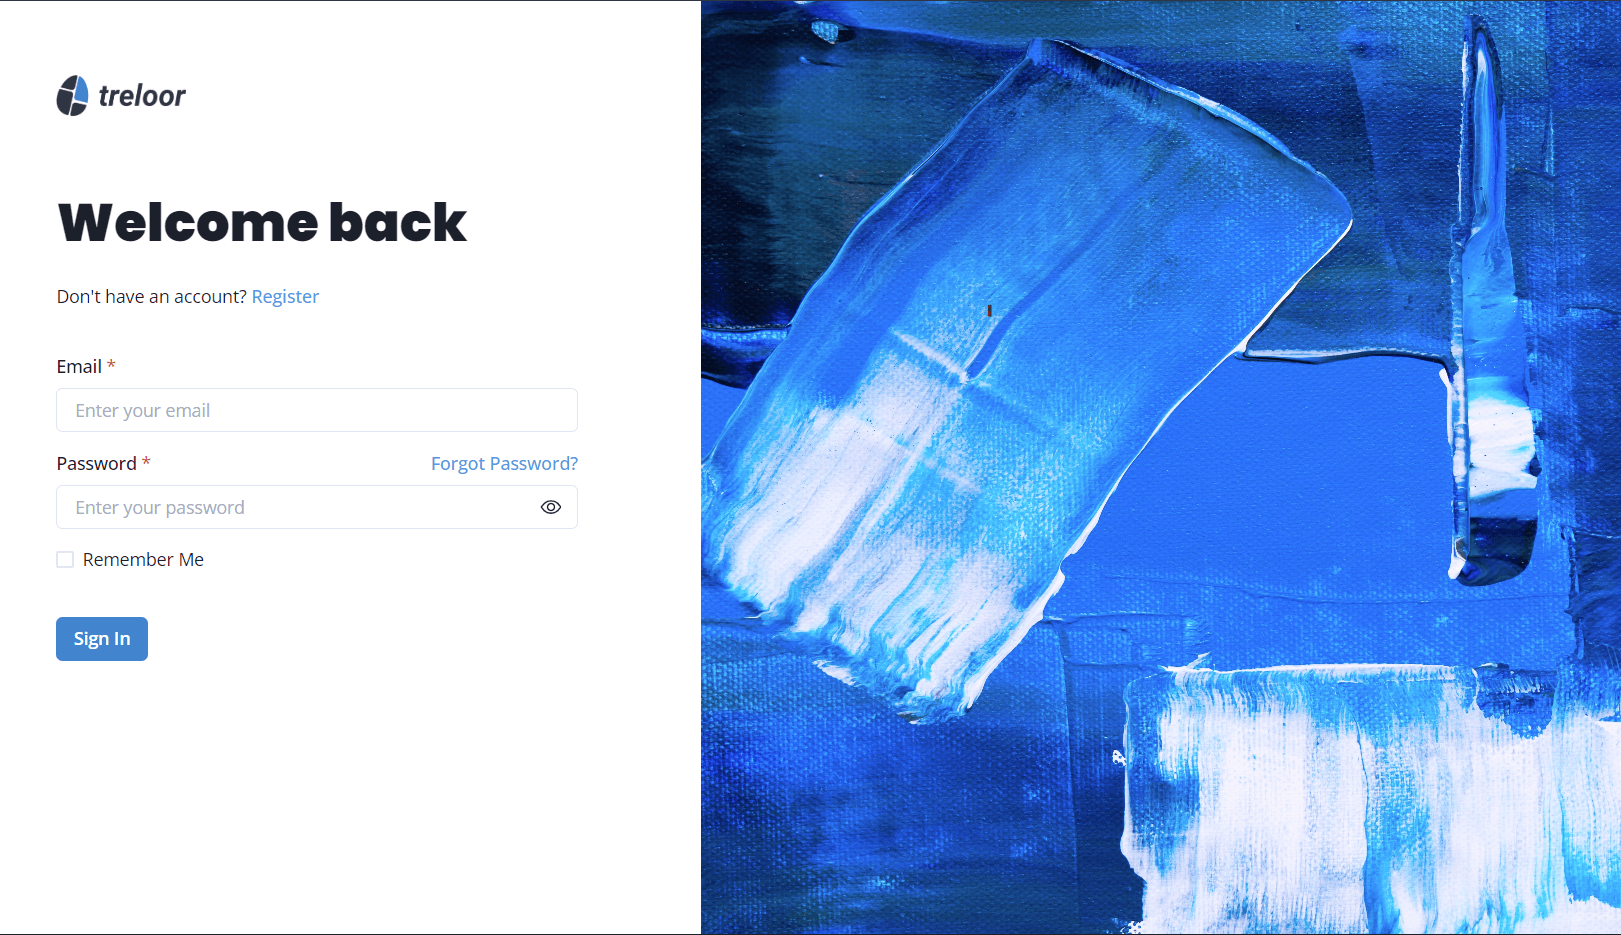 treloor
Welcome back
Don't have an account? Register
Email *
Enter your email
Password * Forgot Password?
Enter your password
Remember Me
Sign In